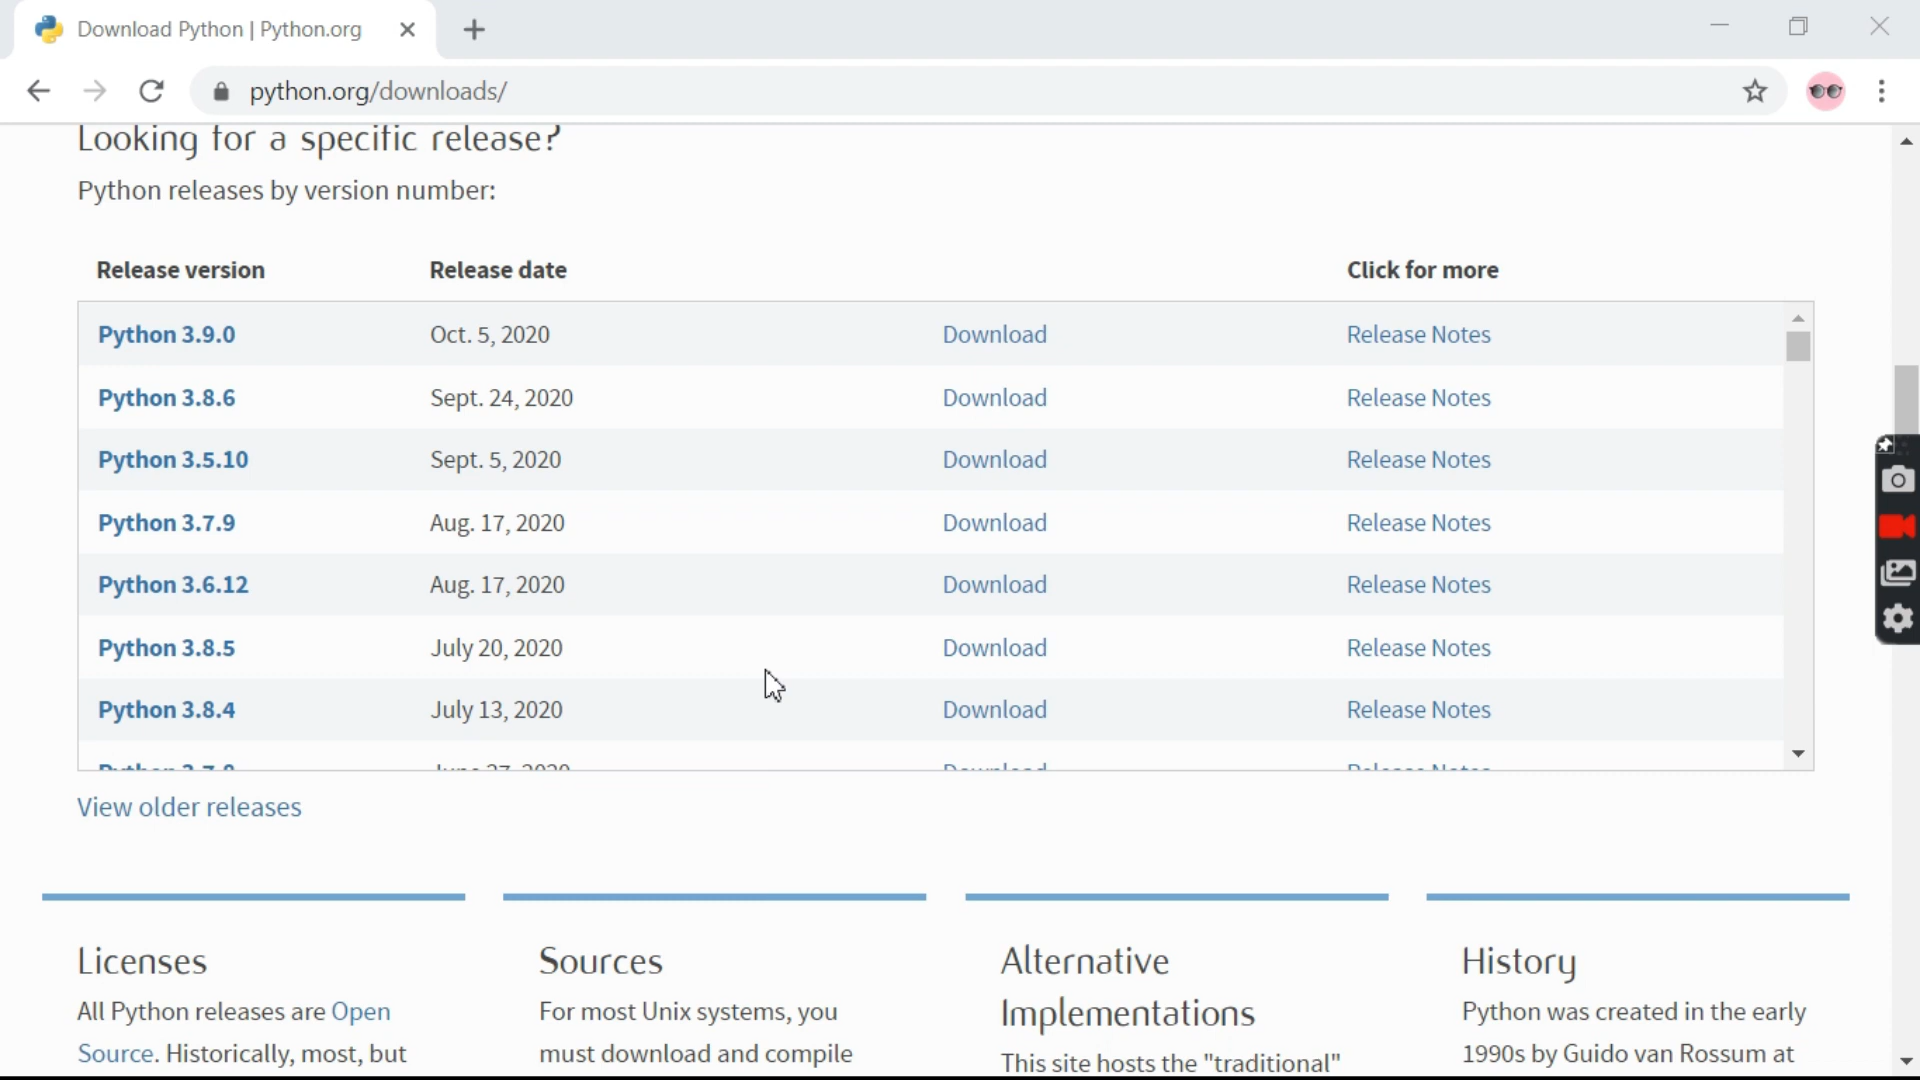 Download Python | Python.org
python.org/downloads/
Looking for a specific release?
Python releases by version number:
Release version Release date Click for more
Python 3.9.0 Oct. 5, 2020 Download Release Notes
Python 3.8.6 Sept. 24, 2020 Download Release Notes
Python 3.5.10 Sept. 5, 2020 Download Release Notes
Python 3.7.9 Aug. 17, 2020 Download Release Notes
Python 3.6.12 Aug. 17, 2020 Download Release Notes
Python 3.8.5 July 20, 2020 Download Release Notes
Python 3.8.4 July 13, 2020 Download Release Notes
View older releases
Licenses
All Python releases are Open
Source. Historically, most, but
Sources
For most Unix systems, you
must download and compile
Alternative
Implementations
This site hosts the "traditional"
History
Python was created in the early
1990s by Guido van Rossum at